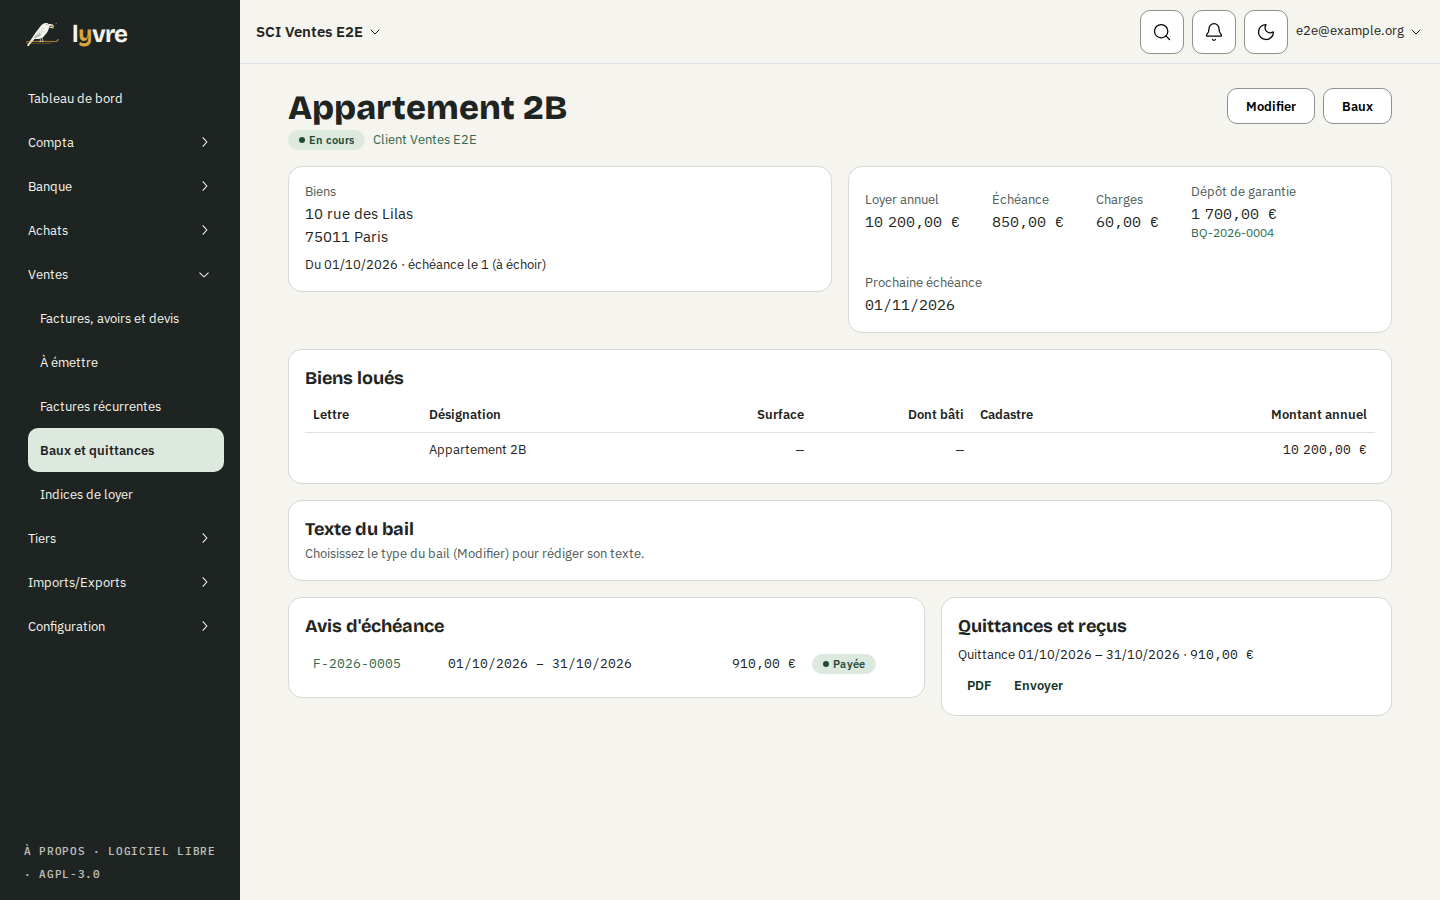 lyvre
SCI Ventes E2E
e2e@example.org
Tableau de bord
Compta
Banque
Achats
Ventes
Factures, avoirs et devis
À émettre
Factures récurrentes
Baux et quittances
Indices de loyer
Tiers
Imports/Exports
Configuration
À PROPOS · LOGICIEL LIBRE
· AGPL-3.0
Appartement 2B
Modifier
Baux
En cours
Client Ventes E2E
Biens
10 rue des Lilas
75011 Paris
Du 01/10/2026 · échéance le 1 (à échoir)
Loyer annuel
10 200,00 €
Échéance
850,00 €
Charges
60,00 €
Dépôt de garantie
1 700,00 €
BQ-2026-0004
Prochaine échéance
01/11/2026
Biens loués
Lettre Désignation Surface Dont bâti Cadastre Montant annuel
Appartement 2B – – 10 200,00 €
Texte du bail
Choisissez le type du bail (Modifier) pour rédiger son texte.
Avis d'échéance
F-2026-0005 01/10/2026 – 31/10/2026 910,00 € Payée
Quittances et reçus
Quittance 01/10/2026 – 31/10/2026 · 910,00 €
PDF Envoyer